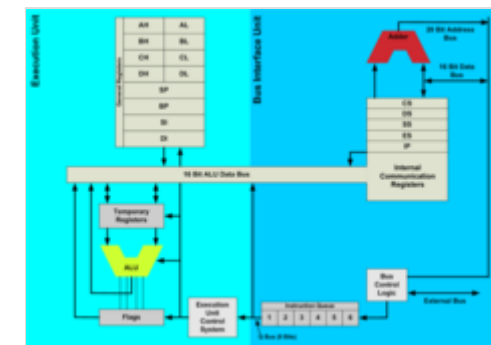 Execution Unit
Bus Interface Unit
General Registers
AH AL
BH BL
CH CL
DH DL
SP
BP
SI
DI
Adder
20 Bit Address
Bus
16 Bit Data
Bus
CS
DS
SS
ES
IP
Internal
Communication
Registers
16 Bit ALU Data Bus
Temporary
Registers
ALU
Flags
Execution
Unit
Control
System
Instruction Queue
1 2 3 4 5 6
Q Bus (8 Bits)
Bus
Control
Logic
External Bus